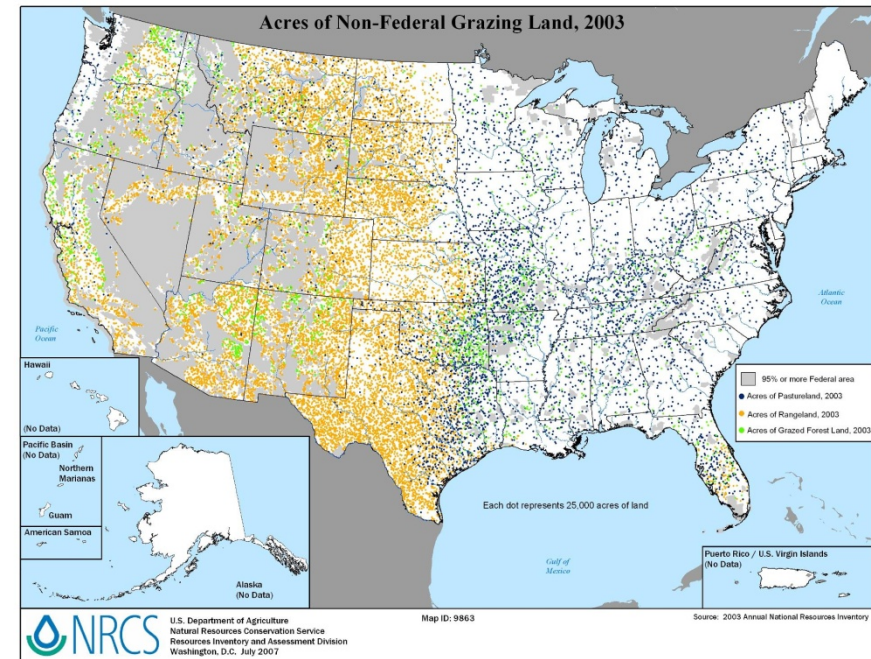 Acres of Non-Federal Grazing Land, 2003
Pacific
Ocean
Atlantic
Ocean
Hawaii
(No Data)
95% or more Federal area
Acres of Pastureland, 2003
Acres of Rangeland, 2003
Acres of Grazed Forest Land, 2003
Pacific Basin
(No Data)
Northern
Marianas
Guam
American Samoa
Each dot represents 25,000 acres of land
Alaska
(No Data)
Gulf of
Mexico
Puerto Rico / U.S. Virgin Islands
(No Data)
NRCS
U.S. Department of Agriculture
Natural Resources Conservation Service
Resources Inventory and Assessment Division
Washington, D.C. July 2007
Map ID: 9863
Source: 2003 Annual National Resources Inventory